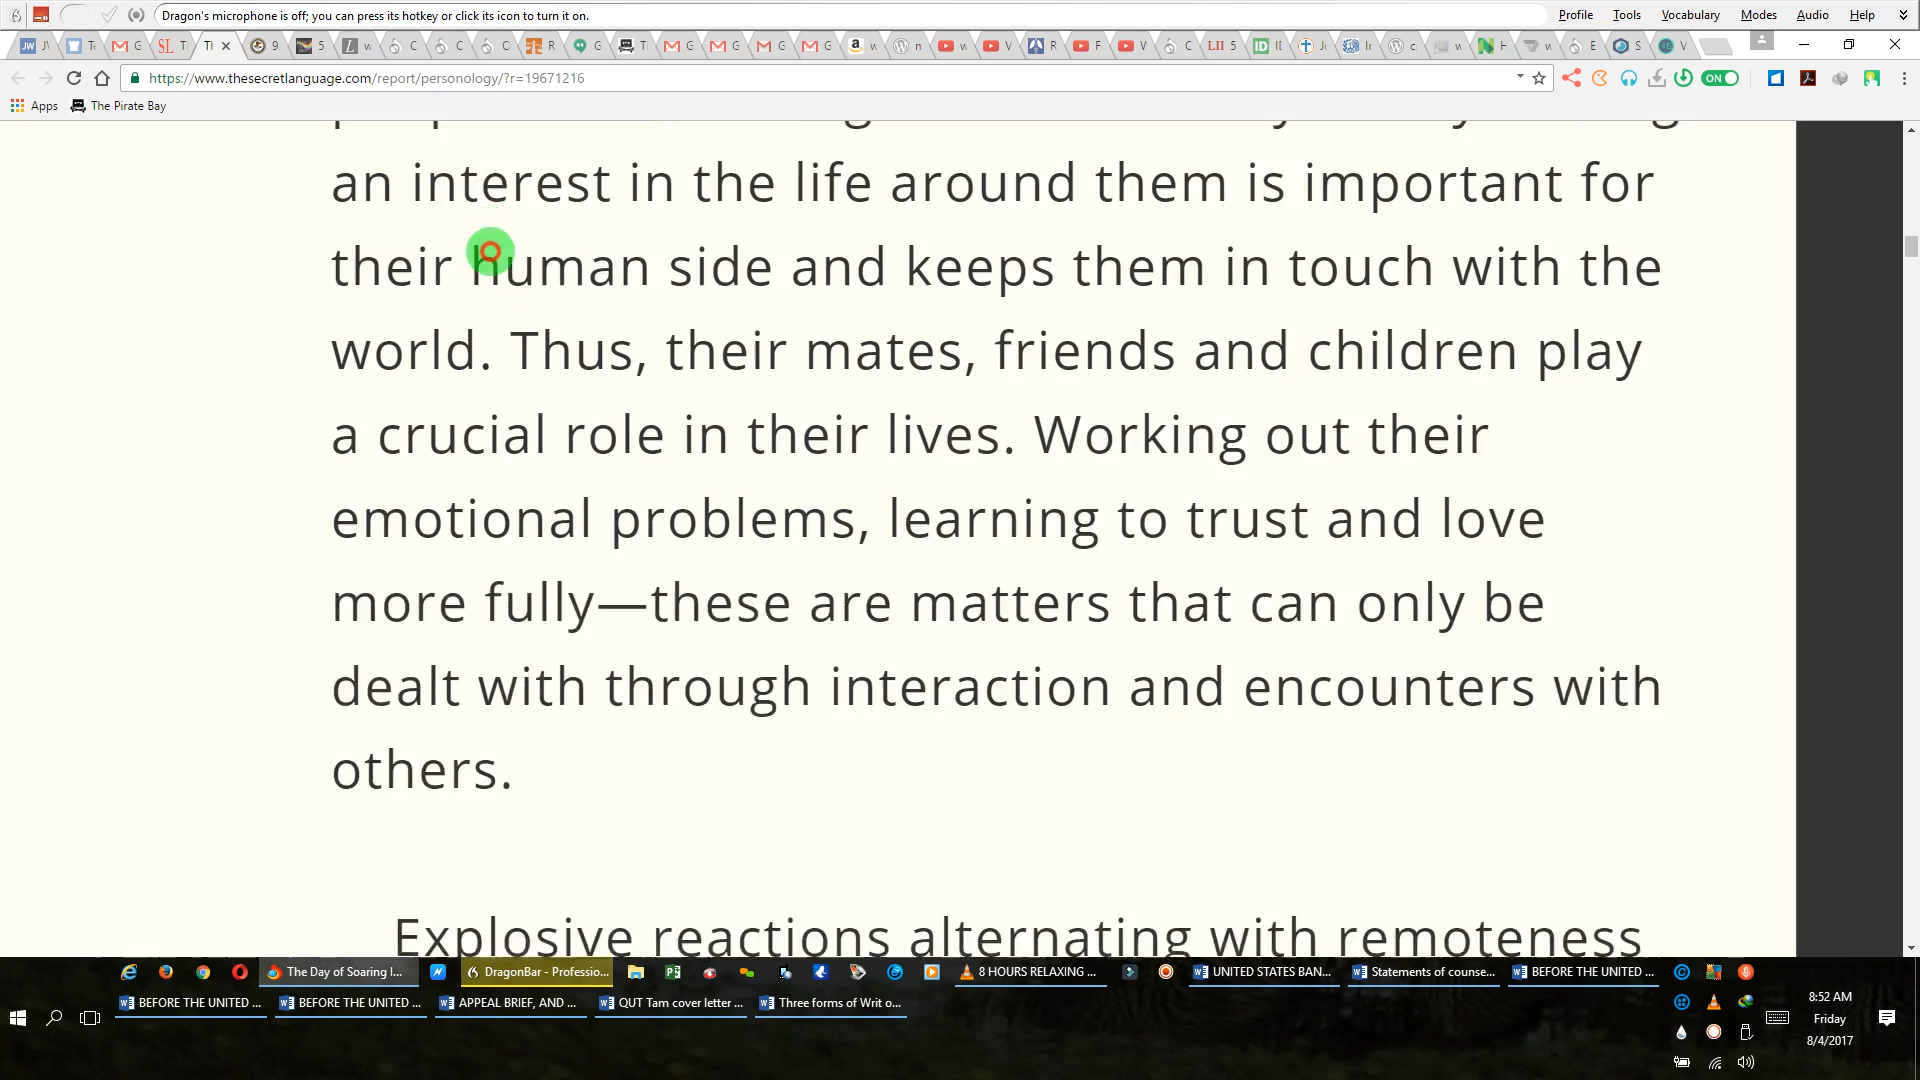 Dragon's microphone is off; you can press its hotkey or click its icon to turn it on.
Profile Tools Vocabulary Modes Audio Help
https://www.thesecretlanguage.com/report/personology/?r=19671216
ON
Apps The Pirate Bay
an interest in the life around them is important for
their human side and keeps them in touch with the
world. Thus, their mates, friends and children play
a crucial role in their lives. Working out their
emotional problems, learning to trust and love
more fully—these are matters that can only be
dealt with through interaction and encounters with
others.
Explosive reactions alternating with remoteness
The Day of Soaring I... DragonBar - Professio... 8 HOURS RELAXING ... UNITED STATES BAN... Statements of counse... BEFORE THE UNITED ...
BEFORE THE UNITED ... BEFORE THE UNITED ... APPEAL BRIEF, AND ... QUT Tam cover letter ... Three forms of Writ o...
8:52 AM
Friday
8/4/2017